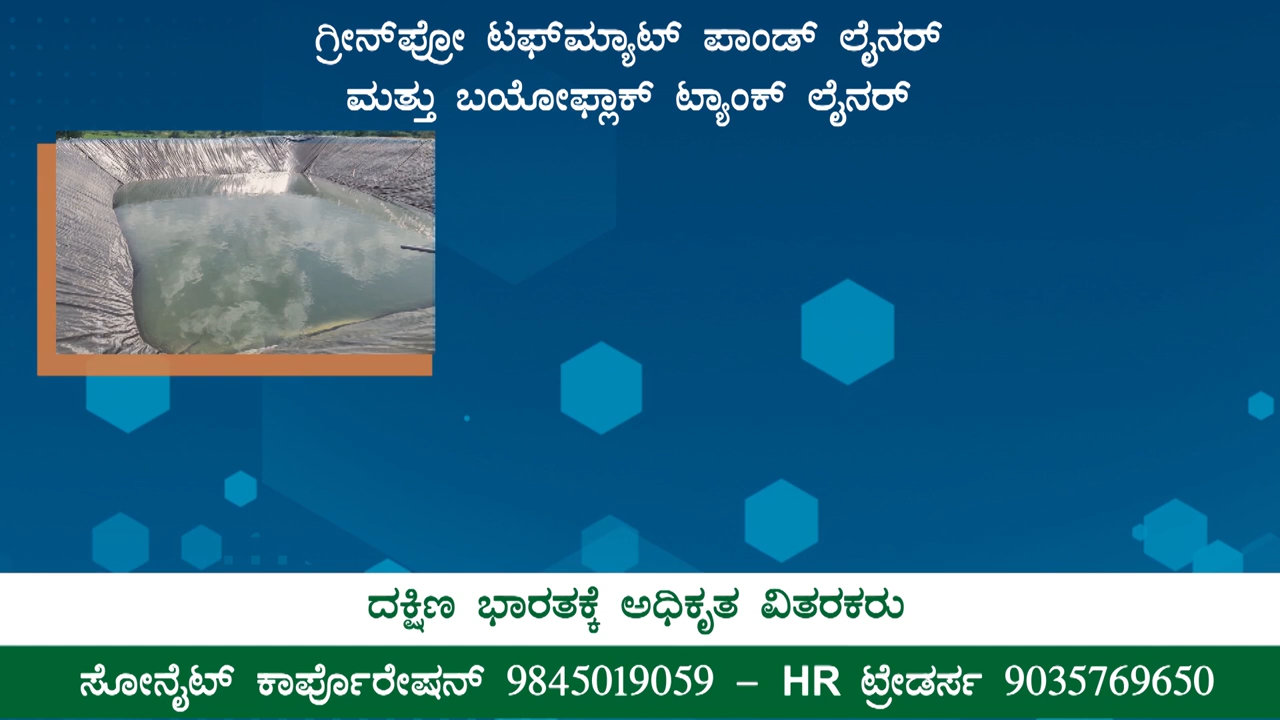 ಗ್ರೀನ್‌ಪ್ರೋ ಟಫ್‌ಮ್ಯಾಟ್ ಪಾಂಡ್ ಲೈನರ್
ಮತ್ತು ಬಯೋಫ್ಲಾಕ್ ಟ್ಯಾಂಕ್ ಲೈನರ್
ದಕ್ಷಿಣ ಭಾರತಕ್ಕೆ ಅಧಿಕೃತ ವಿತರಕರು
ಸೋನೈಟ್ ಕಾರ್ಪೊರೇಷನ್ 9845019059 – HR ಟ್ರೇಡರ್ಸ 9035769650